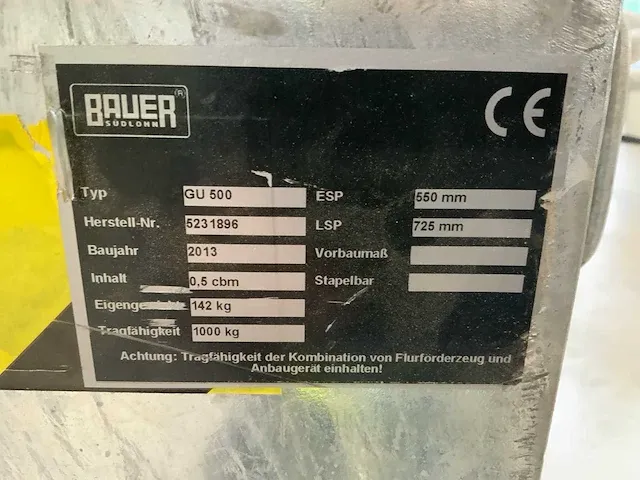 BAUER (R)
SÜDLOHN
CE
Typ GU 500 ESP 550 mm
Herstell-Nr. 5231896 LSP 725 mm
Baujahr 2013 Vorbaumaß
Inhalt 0,5 cbm Stapelbar
Eigengewicht 142 kg
Tragfähigkeit 1000 kg
Achtung: Tragfähigkeit der Kombination von Flurförderzeug und
Anbaugerät einhalten!